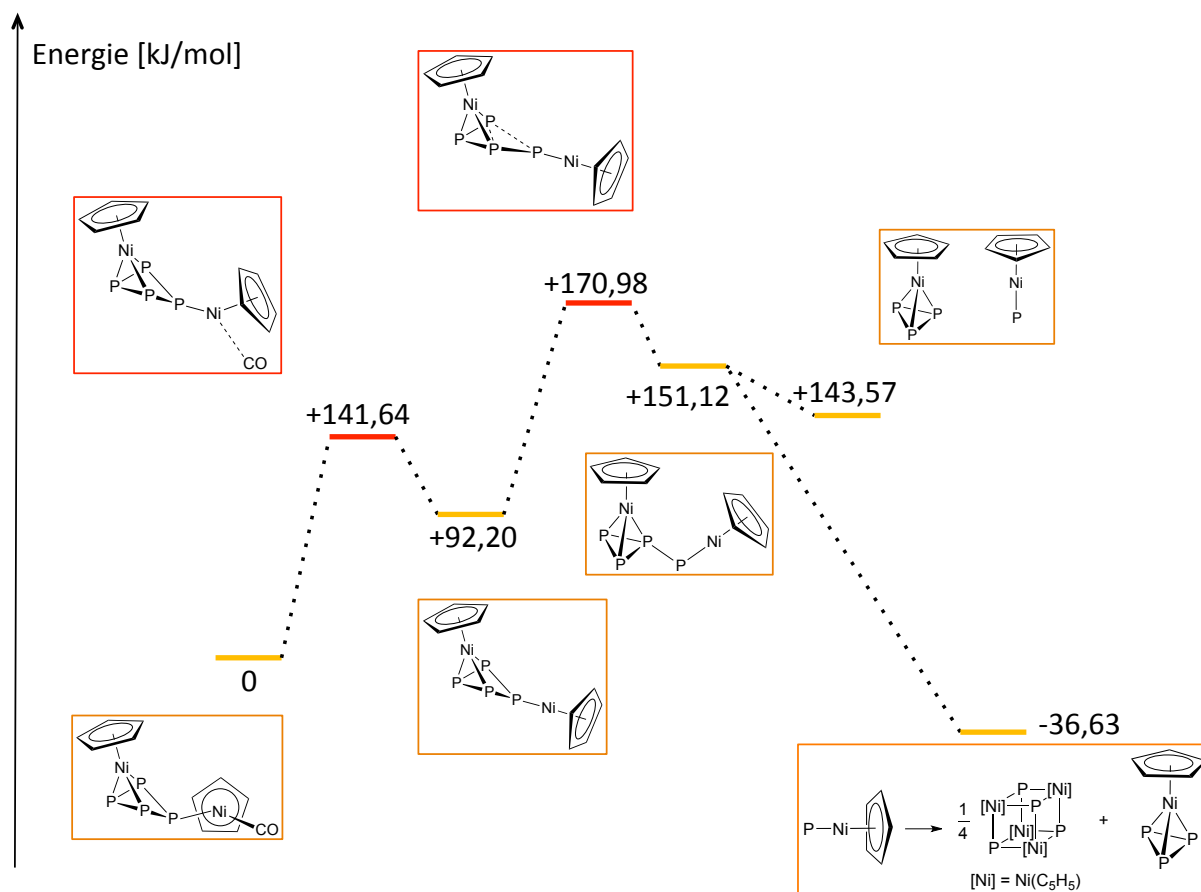 Energie [kJ/mol]
Ni
P
P
P
P
Ni
Ni
P
P
P
P
Ni
CO
Ni
P
P
P
Ni
P
+170,98
+151,12
+143,57
+141,64
+92,20
Ni
P
P
P
P
Ni
Ni
P
P
P
P
Ni
0
-36,63
Ni
P
P
P
P
Ni
CO
P
Ni
1
4
P
[Ni]
[Ni]
P
[Ni]
P
P
[Ni]
+
Ni
P
P
P
[Ni] = Ni(C5H5)